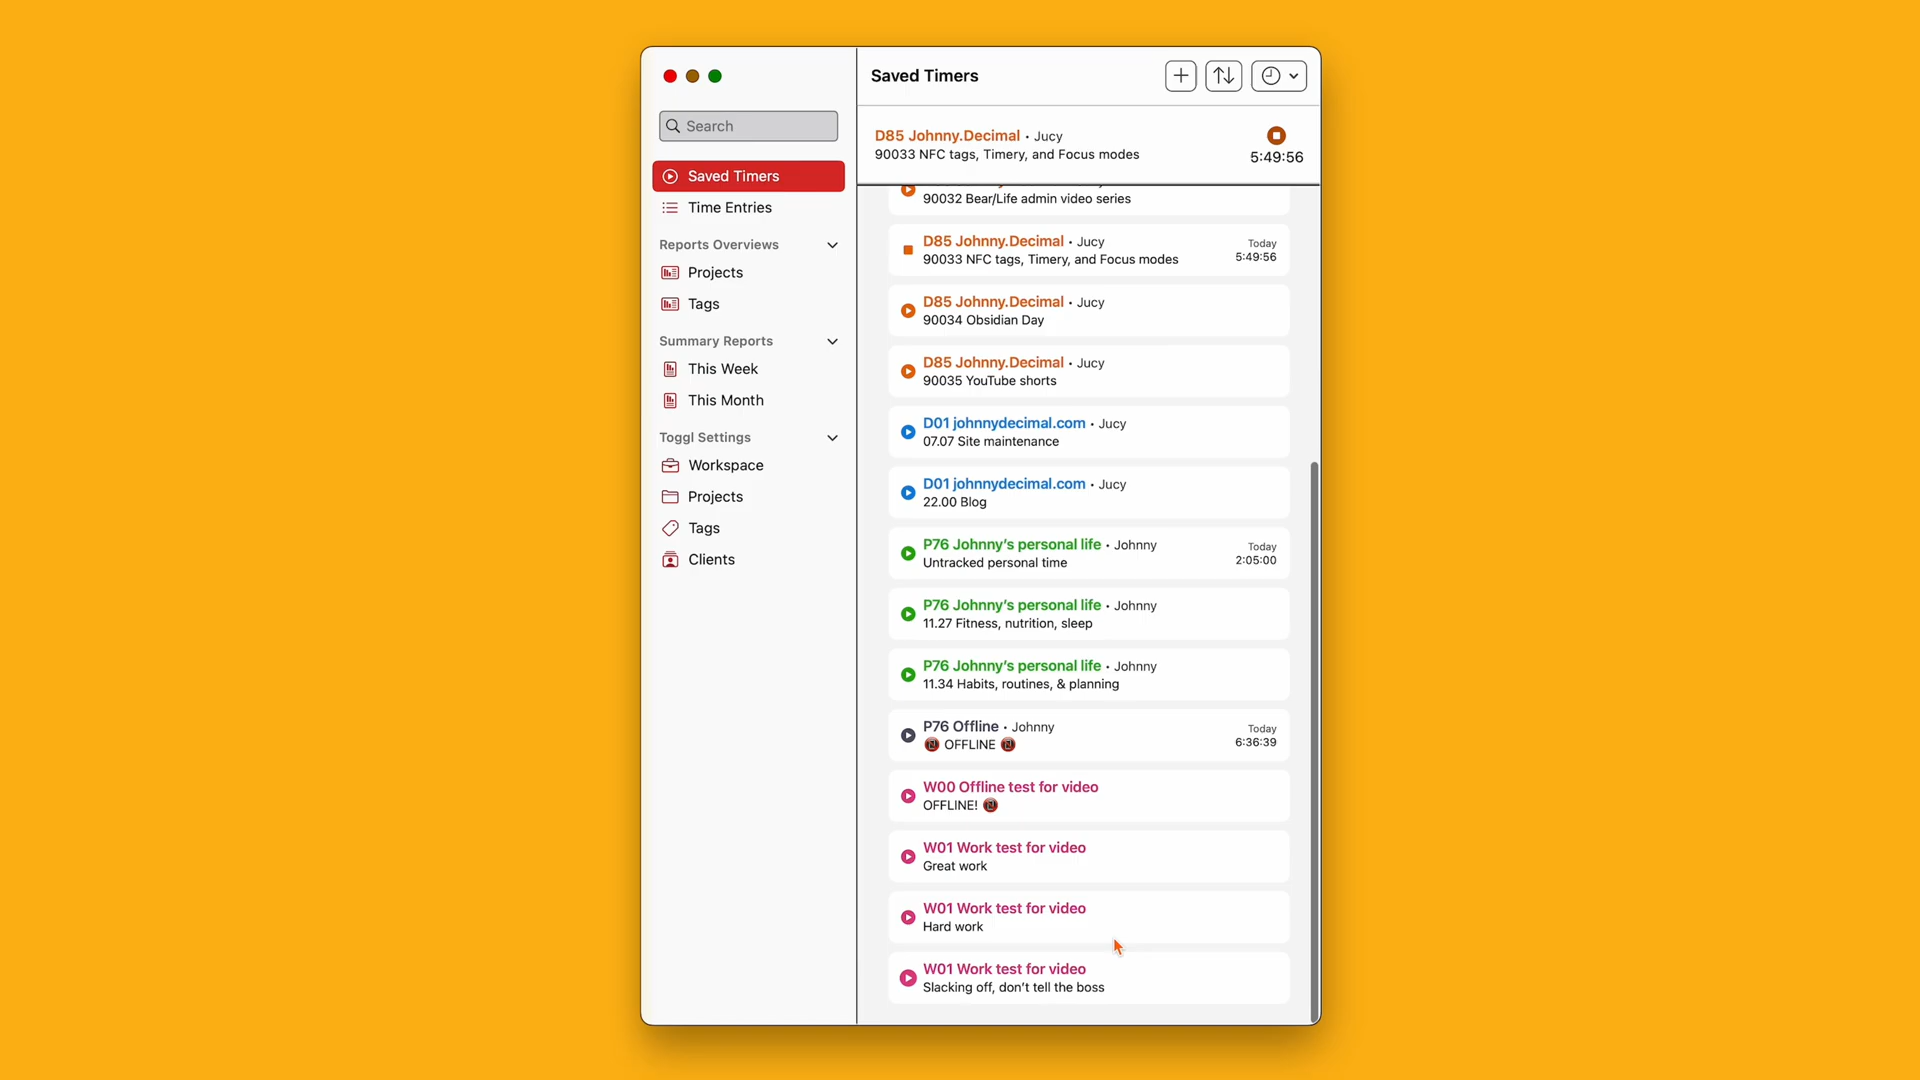 Search
Saved Timers
Time Entries
Reports Overviews
Projects
Tags
Summary Reports
This Week
This Month
Toggl Settings
Workspace
Projects
Tags
Clients
Saved Timers
D85 Johnny.Decimal • Jucy
90033 NFC tags, Timery, and Focus modes
5:49:56
90032 Bear/Life admin video series
D85 Johnny.Decimal • Jucy
90033 NFC tags, Timery, and Focus modes
Today
5:49:56
D85 Johnny.Decimal • Jucy
90034 Obsidian Day
D85 Johnny.Decimal • Jucy
90035 YouTube shorts
D01 johnnydecimal.com • Jucy
07.07 Site maintenance
D01 johnnydecimal.com • Jucy
22.00 Blog
P76 Johnny’s personal life • Johnny
Untracked personal time
Today
2:05:00
P76 Johnny’s personal life • Johnny
11.27 Fitness, nutrition, sleep
P76 Johnny’s personal life • Johnny
11.34 Habits, routines, & planning
P76 Offline • Johnny
📵 OFFLINE 📵
Today
6:36:39
W00 Offline test for video
OFFLINE! 📵
W01 Work test for video
Great work
W01 Work test for video
Hard work
W01 Work test for video
Slacking off, don’t tell the boss